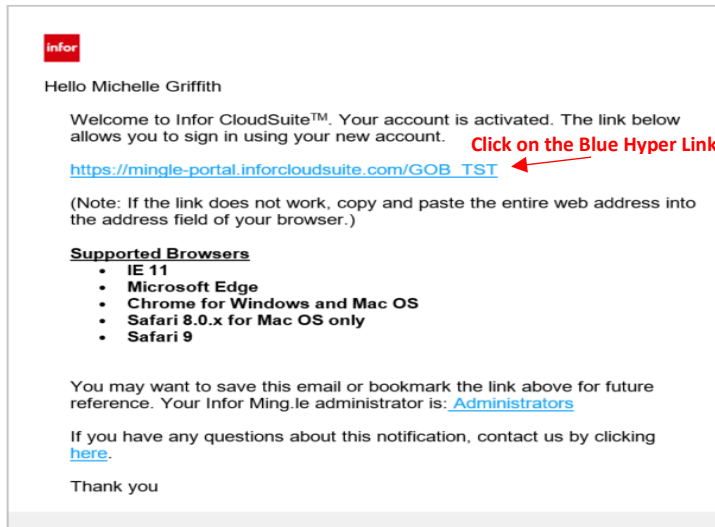 infor
Hello Michelle Griffith
Welcome to Infor CloudSuite™. Your account is activated. The link below
allows you to sign in using your new account.
Click on the Blue Hyper Link
https://mingle-portal.inforcloudsuite.com/GOB_TST
(Note: If the link does not work, copy and paste the entire web address into
the address field of your browser.)
Supported Browsers
• IE 11
• Microsoft Edge
• Chrome for Windows and Mac OS
• Safari 8.0.x for Mac OS only
• Safari 9
You may want to save this email or bookmark the link above for future
reference. Your Infor Ming.le administrator is: Administrators
If you have any questions about this notification, contact us by clicking
here.
Thank you